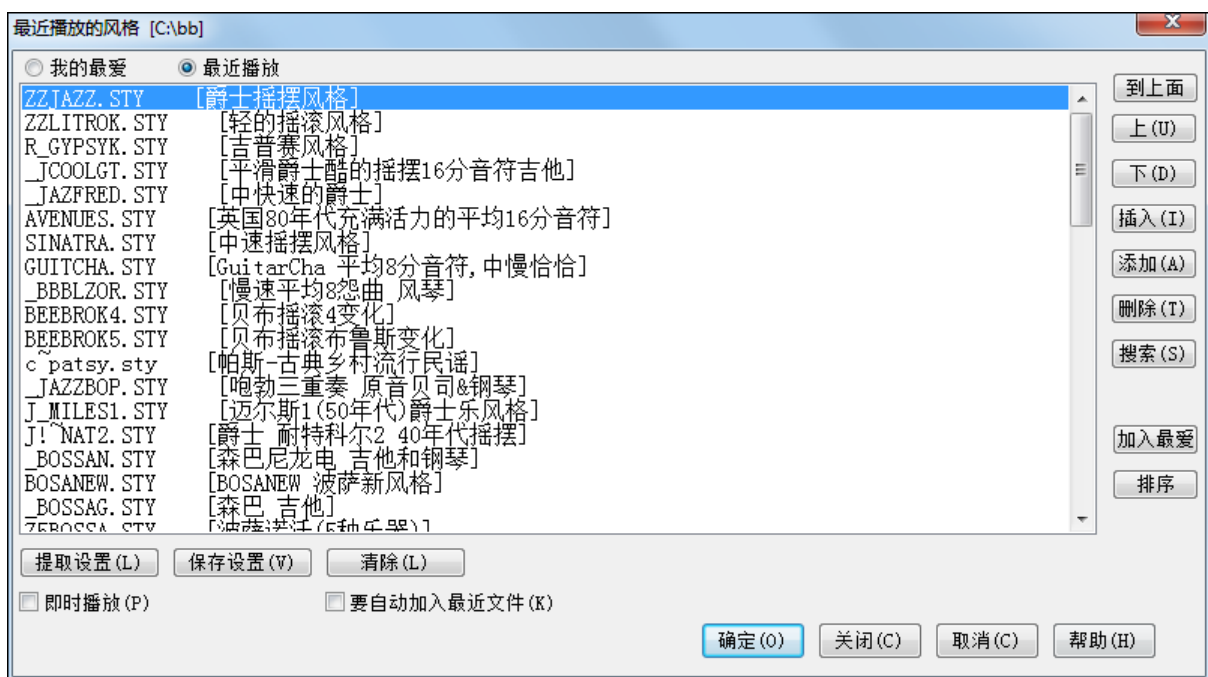 最近播放的风格 [C:\bb]
我的最爱 最近播放
ZZJAZZ.STY [爵士摇摆风格]
ZZLITROK.STY [轻的摇滚风格]
R_GYPSYK.STY [吉普赛风格]
_JCOOLGT.STY [平滑爵士酷的摇摆16分音符吉他]
_JAZFRED.STY [中快速的爵士]
AVENUES.STY [英国80年代充满活力的平均16分音符]
SINATRA.STY [中速摇摆风格]
GUITCHA.STY [GuitarCha 平均8分音符,中慢恰恰]
_BBBLZOR.STY [慢速平均8怨曲 风琴]
BEEBROK4.STY [贝布摇滚4变化]
BEEBROK5.STY [贝布摇滚布鲁斯变化]
c~patsy.sty [帕斯-古典乡村流行民谣]
_JAZZBOP.STY [咆勃三重奏 原音贝司&钢琴]
J_MILES1.STY [迈尔斯1(50年代)爵士乐风格]
J!~NAT2.STY [爵士 耐特科尔2 40年代摇摆]
_BOSSAN.STY [森巴尼龙电 吉他和钢琴]
BOSANEW.STY [BOSANEW 波萨新风格]
_BOSSAG.STY [森巴 吉他]
ZEBOSSA.STY [波萨诺活(5种乐器)]
到上面
上(U)
下(D)
插入(I)
添加(A)
删除(T)
搜索(S)
加入最爱
排序
提取设置(L) 保存设置(V) 清除(L)
即时播放(P) 要自动加入最近文件(K)
确定(O) 关闭(C) 取消(C) 帮助(H)